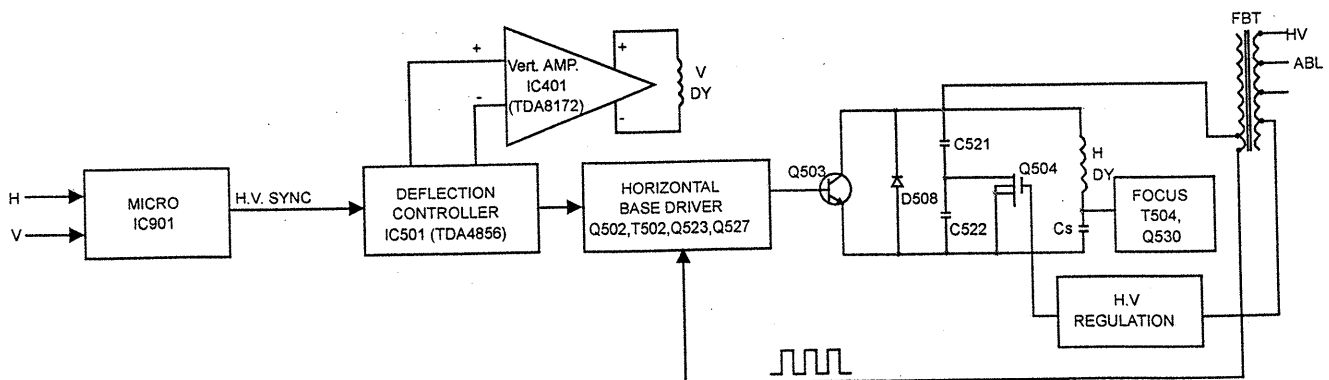 FBT
HV
ABL
+
-
Vert. AMP.
IC401
(TDA8172)
+
-
V
DY
H
V
MICRO
IC901
H.V. SYNC
DEFLECTION
CONTROLLER
IC501 (TDA4856)
HORIZONTAL
BASE DRIVER
Q502,T502,Q523,Q527
Q503
D508
C521
C522
Q504
H
DY
Cs
FOCUS
T504,
Q530
H.V
REGULATION